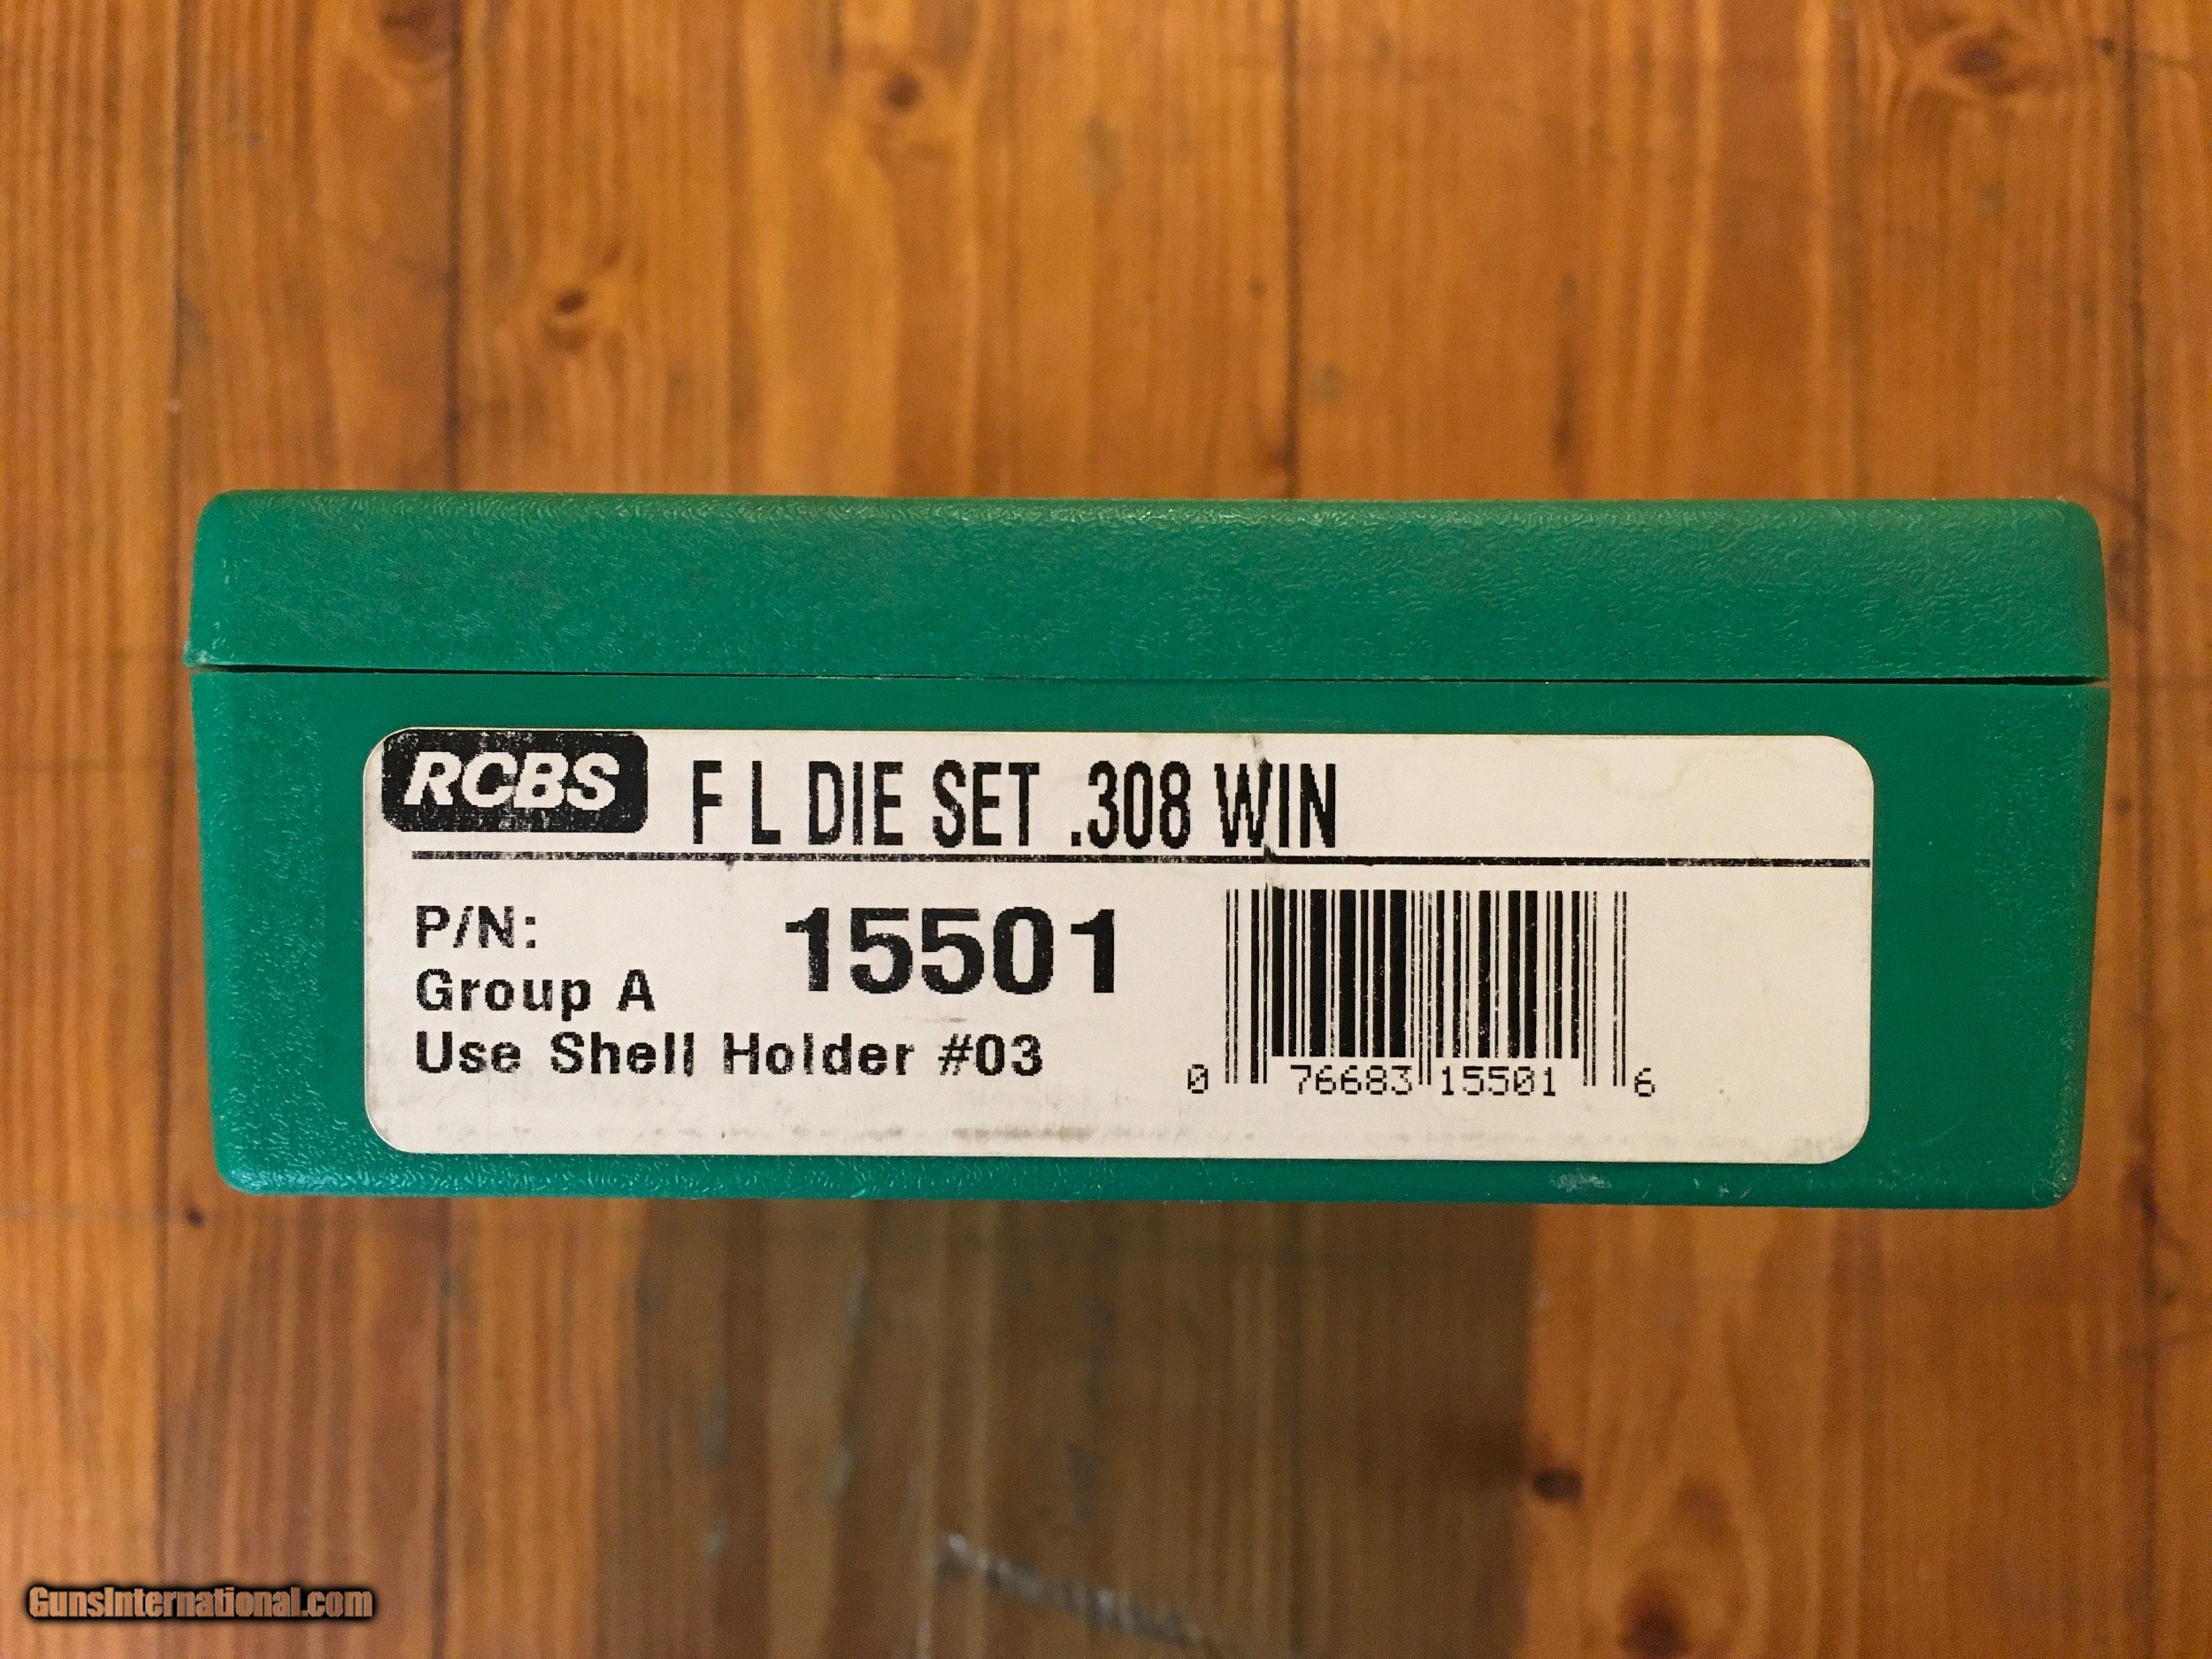 RCBS F L DIE SET .308 WIN
P/N: 15501
Group A
Use Shell Holder #03
0 76683 15501 6
GunsInternational.com